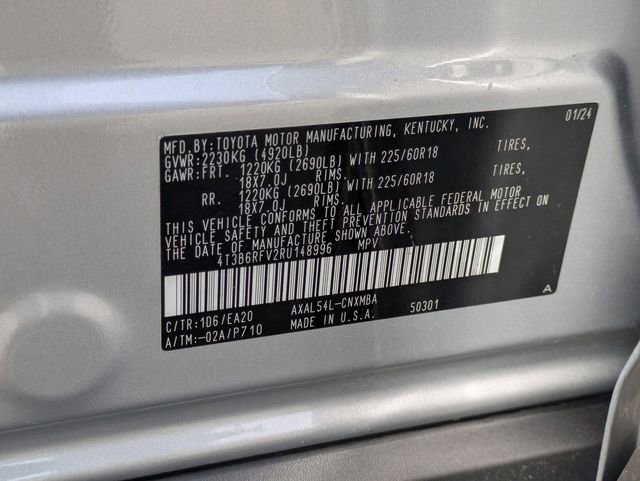 MFD.BY:TOYOTA MOTOR MANUFACTURING, KENTUCKY, INC. 01/24
GVWR:2230KG (4920LB)
GAWR:FRT. 1220KG (2690LB) WITH 225/60R18 TIRES,
18X7.0J RIMS.
RR. 1220KG (2690LB) WITH 225/60R18 TIRES,
18X7.0J RIMS.
THIS VEHICLE CONFORMS TO ALL APPLICABLE FEDERAL MOTOR
VEHICLE SAFETY AND THEFT PREVENTION STANDARDS IN EFFECT ON
THE DATE OF MANUFACTURE SHOWN ABOVE.
4T3B6RFV2RU148996 MPV
C/TR:1D6/EA20 AXAL54L-CNXMBA 50301 A
A/TM:-02A/P710 MADE IN U.S.A.